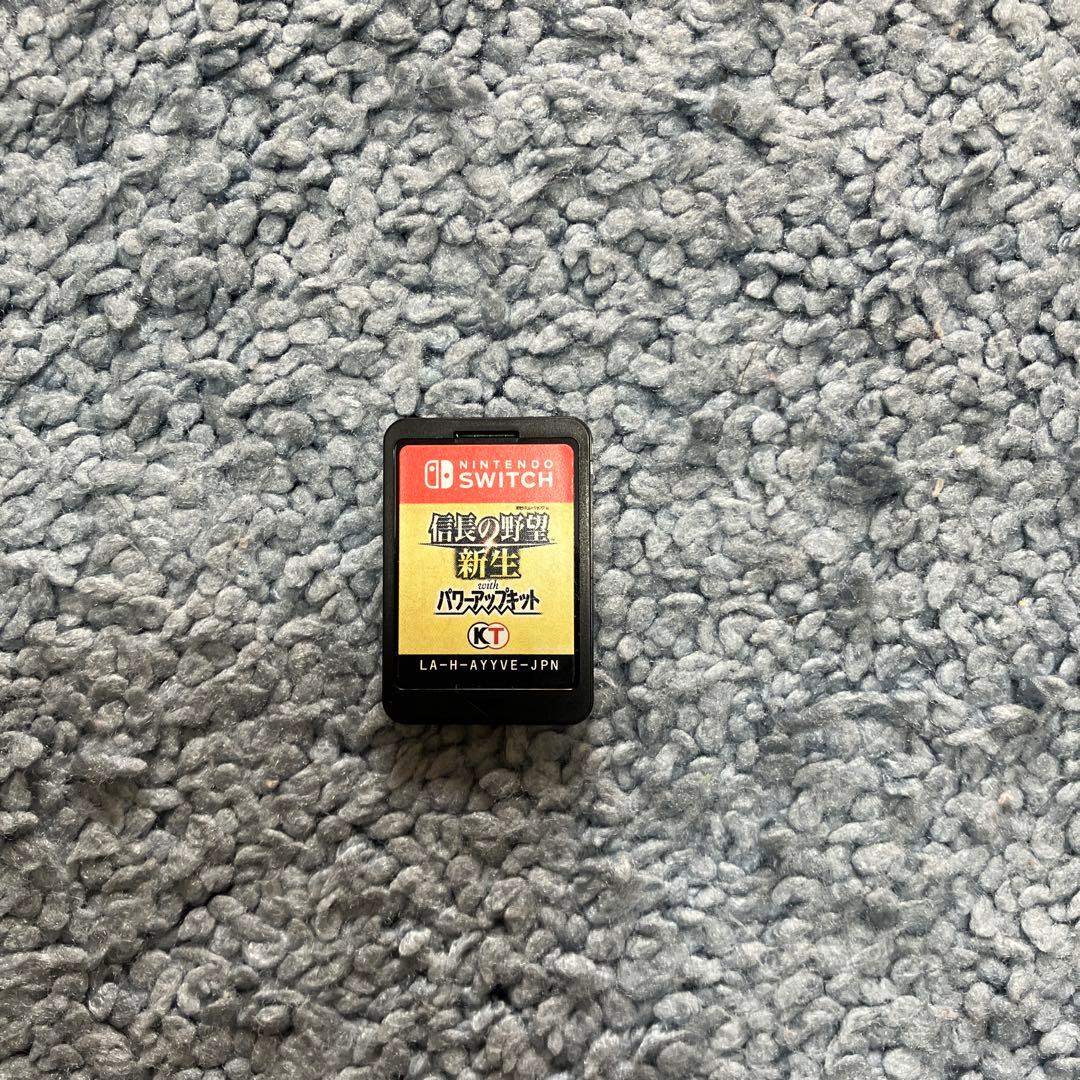 NINTENDO
SWITCH
信長の野望
新生
with
パワーアップキット
KT
LA-H-AYYVE-JPN